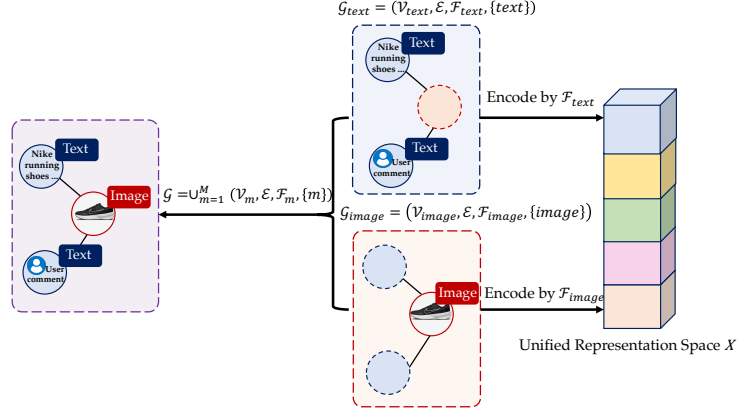 𝒢_text = (𝒱_text, ℰ, ℱ_text, {text})
Nike
running
shoes ...
Text
Encode by ℱ_text
User
comment
Text
Nike
running
shoes ...
Text
Image
User
comment
Text
𝒢 =∪_{m=1}^{M} (𝒱_m, ℰ, ℱ_m, {m})
𝒢_image = (𝒱_image, ℰ, ℱ_image, {image})
Image
Encode by ℱ_image
Unified Representation Space X